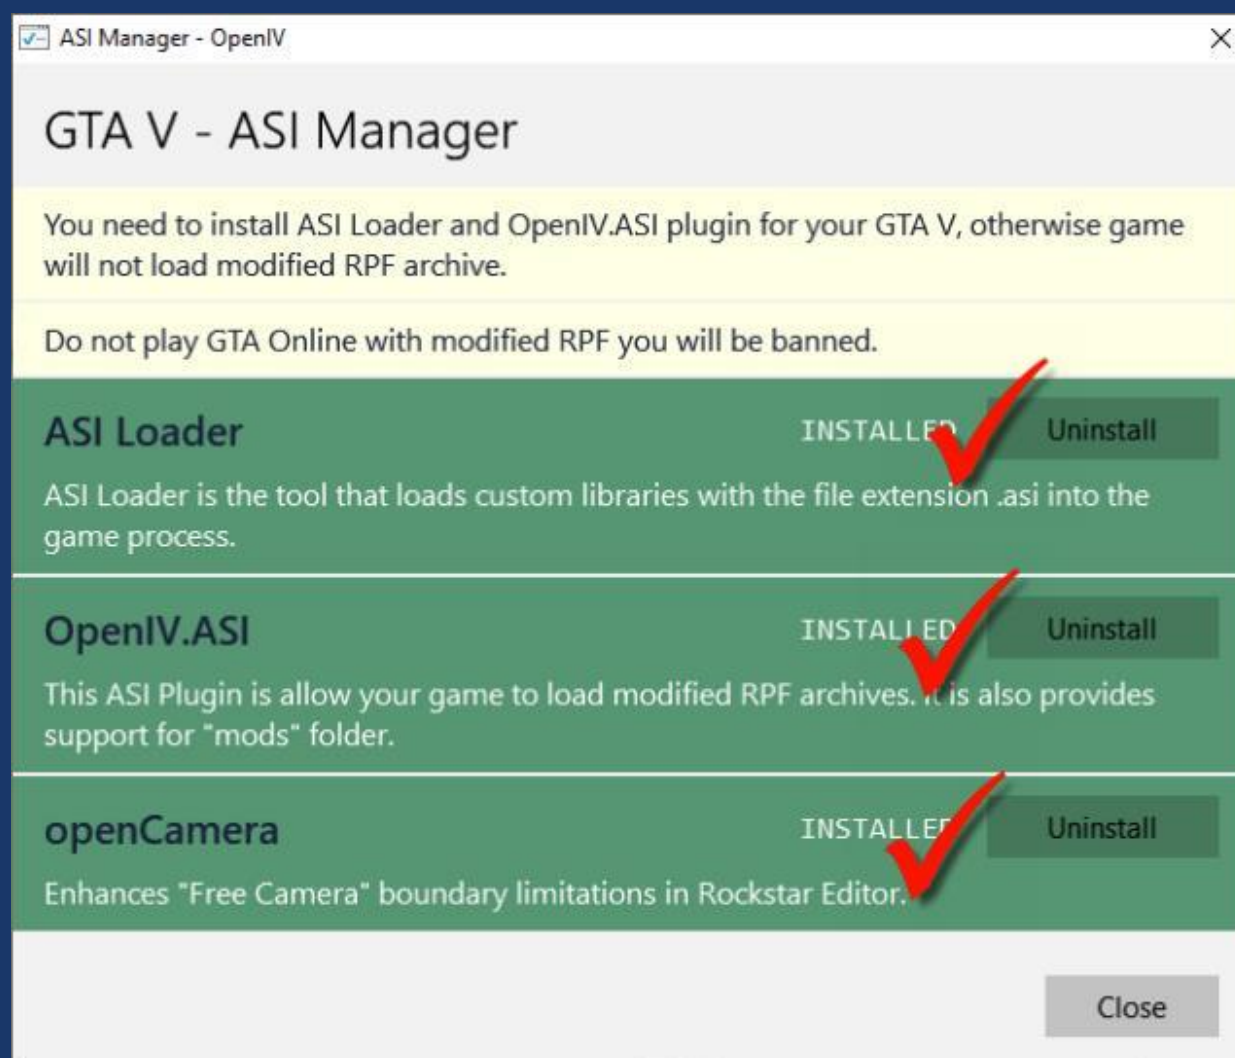 ASI Manager - OpenIV
GTA V - ASI Manager
You need to install ASI Loader and OpenIV.ASI plugin for your GTA V, otherwise game
will not load modified RPF archive.
Do not play GTA Online with modified RPF you will be banned.
ASI Loader INSTALLED Uninstall
ASI Loader is the tool that loads custom libraries with the file extension .asi into the
game process.
OpenIV.ASI INSTALLED Uninstall
This ASI Plugin is allow your game to load modified RPF archives. It is also provides
support for "mods" folder.
openCamera INSTALLED Uninstall
Enhances "Free Camera" boundary limitations in Rockstar Editor.
Close